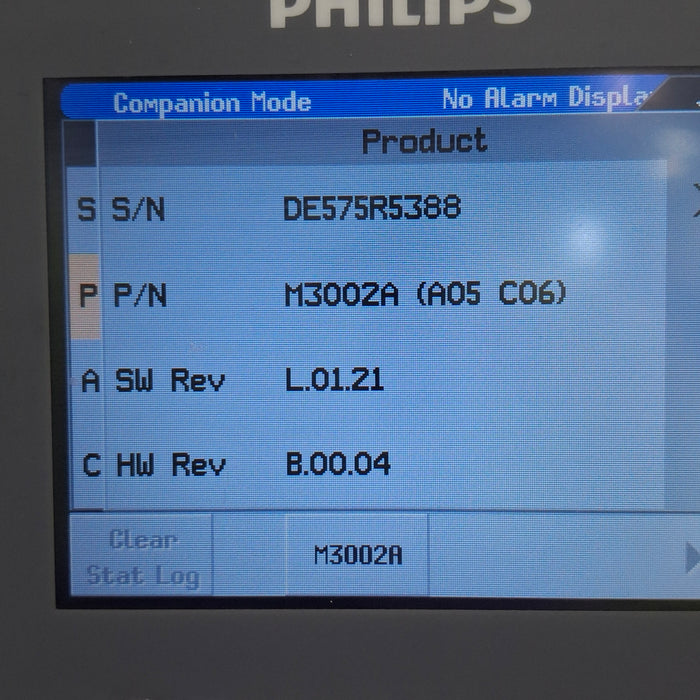 PHILIPS
Companion Mode No Alarm Displa
Product
S S/N DE575R5388
P P/N M3002A (A05 C06)
A SW Rev L.01.21
C HW Rev B.00.04
Clear
Stat Log
M3002A